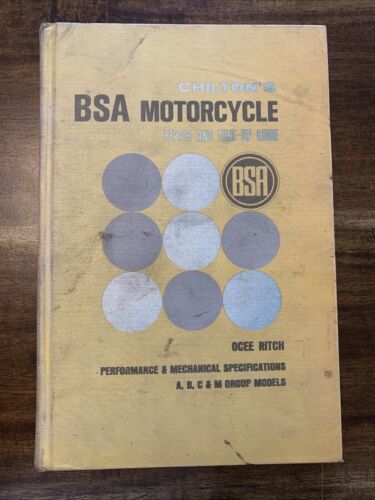 CHILTON'S
BSA MOTORCYCLE
REPAIR AND TUNE-UP GUIDE
BSA
OCEE RITCH
PERFORMANCE & MECHANICAL SPECIFICATIONS
A, B, C & M GROUP MODELS